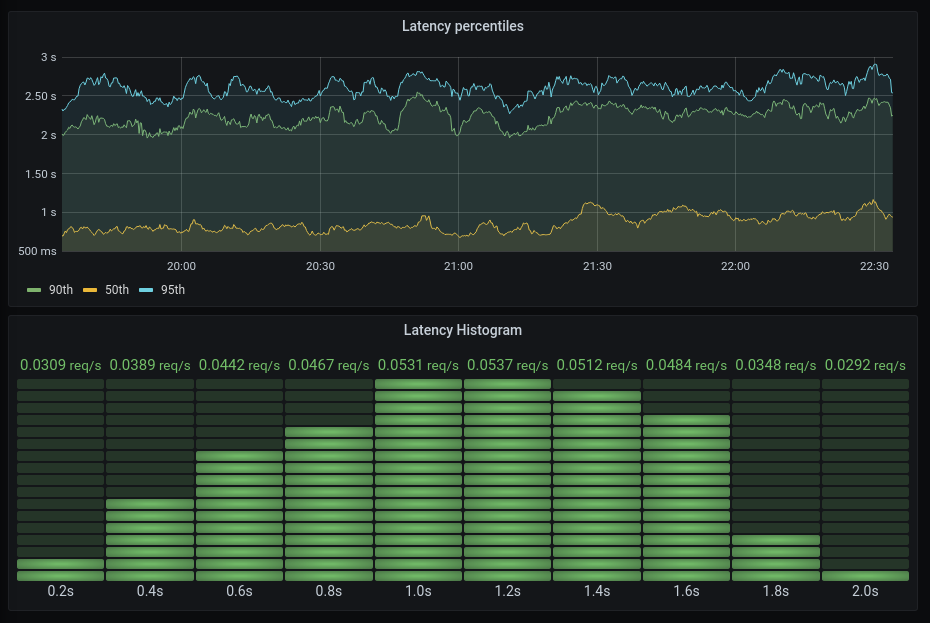 Latency percentiles
3 s
2.50 s
2 s
1.50 s
1 s
500 ms
20:00 20:30 21:00 21:30 22:00 22:30
90th 50th 95th
Latency Histogram
0.0309 req/s 0.0389 req/s 0.0442 req/s 0.0467 req/s 0.0531 req/s 0.0537 req/s 0.0512 req/s 0.0484 req/s 0.0348 req/s 0.0292 req/s
0.2s 0.4s 0.6s 0.8s 1.0s 1.2s 1.4s 1.6s 1.8s 2.0s